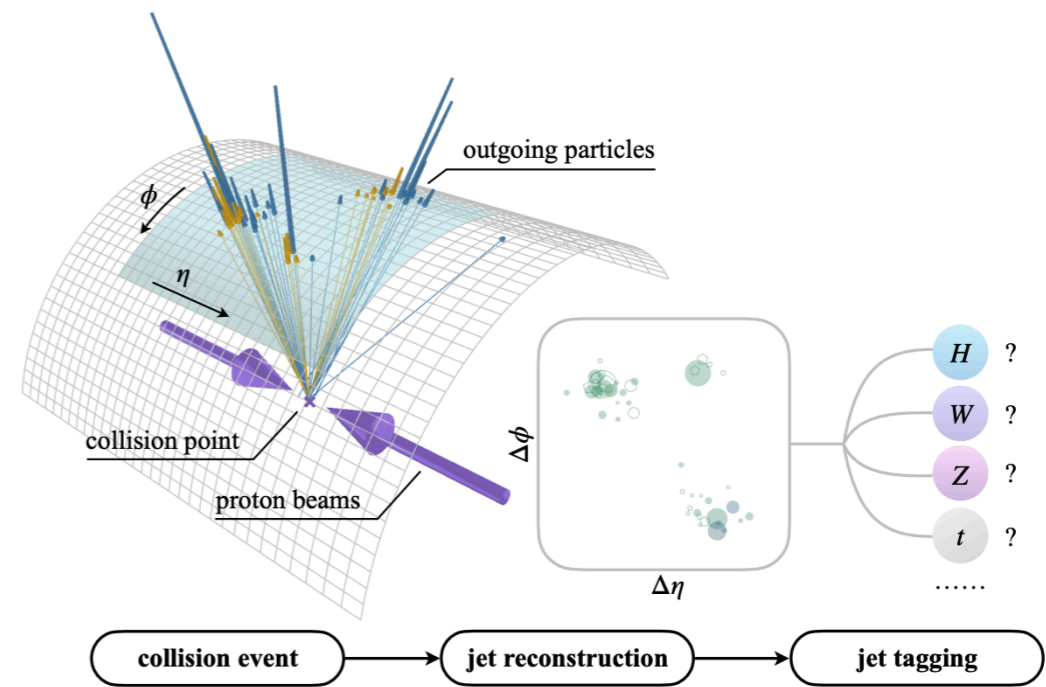 outgoing particles
ϕ
η
collision point
proton beams
Δϕ
Δη
H ?
W ?
Z ?
t ?
......
collision event
jet reconstruction
jet tagging